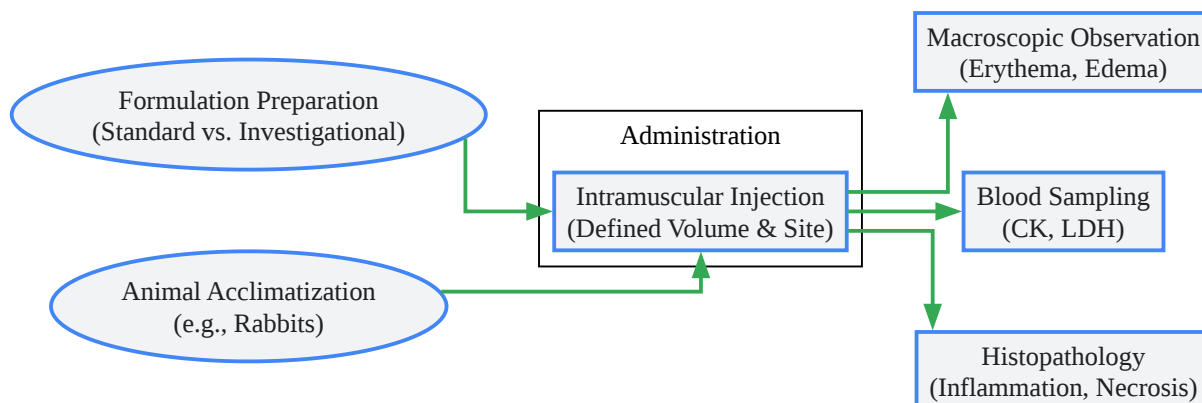 Formulation Preparation
(Standard vs. Investigational)
Animal Acclimatization
(e.g., Rabbits)
Administration
Intramuscular Injection
(Defined Volume & Site)
Macroscopic Observation
(Erythema, Edema)
Blood Sampling
(CK, LDH)
Histopathology
(Inflammation, Necrosis)